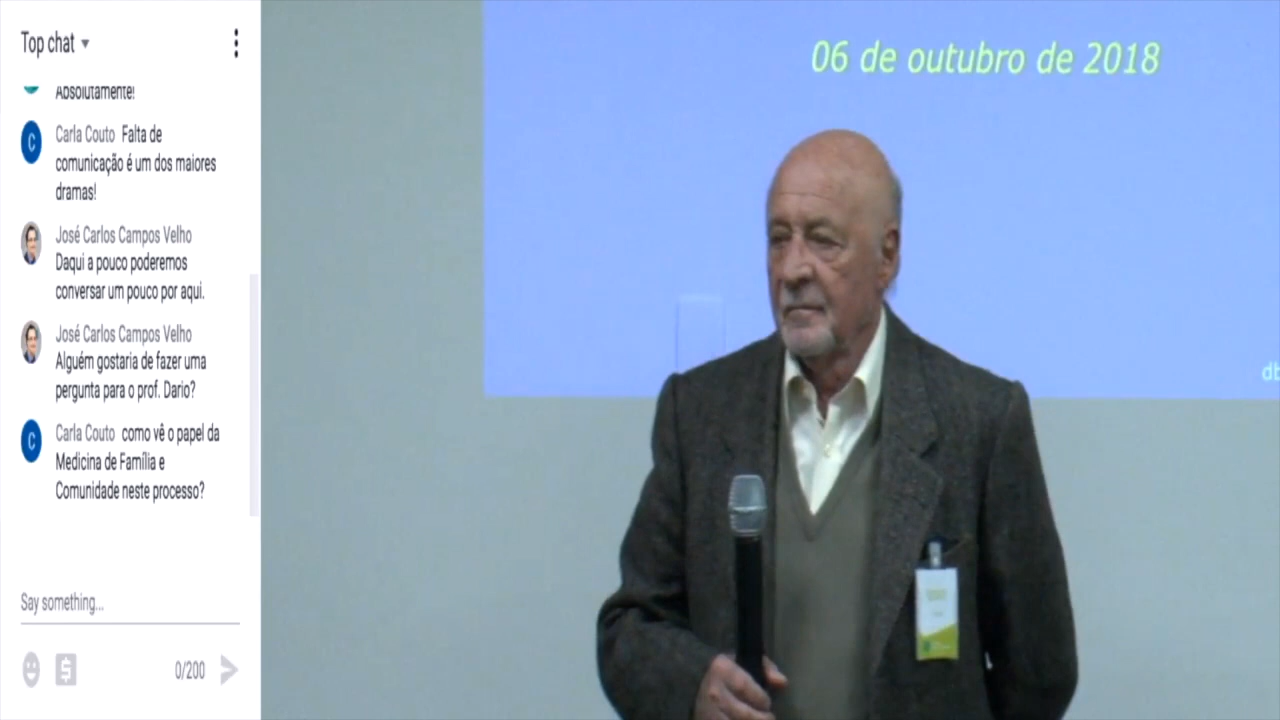 Top chat
Absolutamente!
Carla Couto Falta de
comunicação é um dos maiores
dramas!
José Carlos Campos Velho
Daqui a pouco poderemos
conversar um pouco por aqui.
José Carlos Campos Velho
Alguém gostaria de fazer uma
pergunta para o prof. Dario?
C Carla Couto como vê o papel da
Medicina de Família e
Comunidade neste processo?
Say something...
0/200
06 de outubro de 2018
db